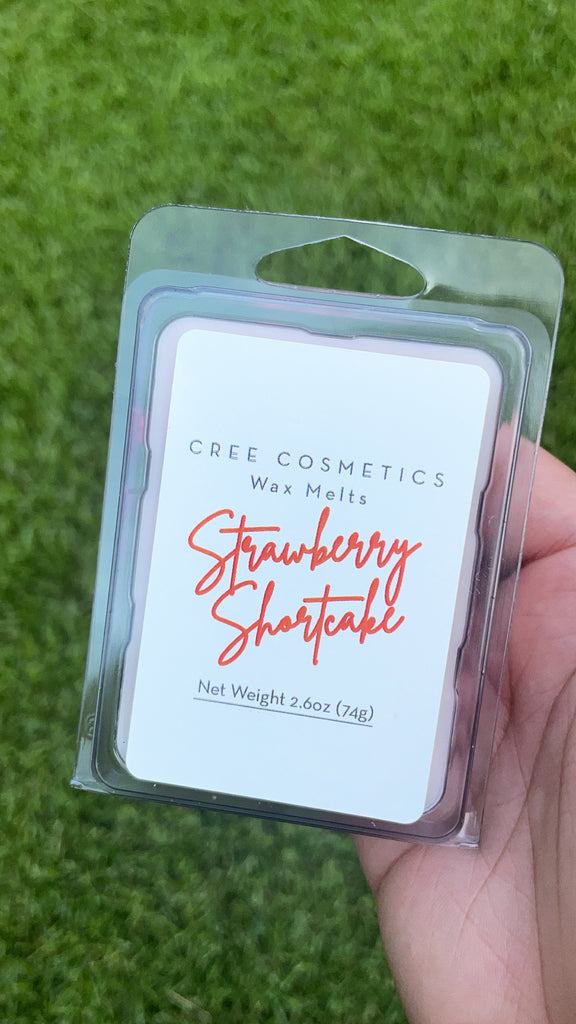 CREE COSMETICS
Wax Melts
Strawberry
Shortcake
Net Weight 2.6oz (74g)